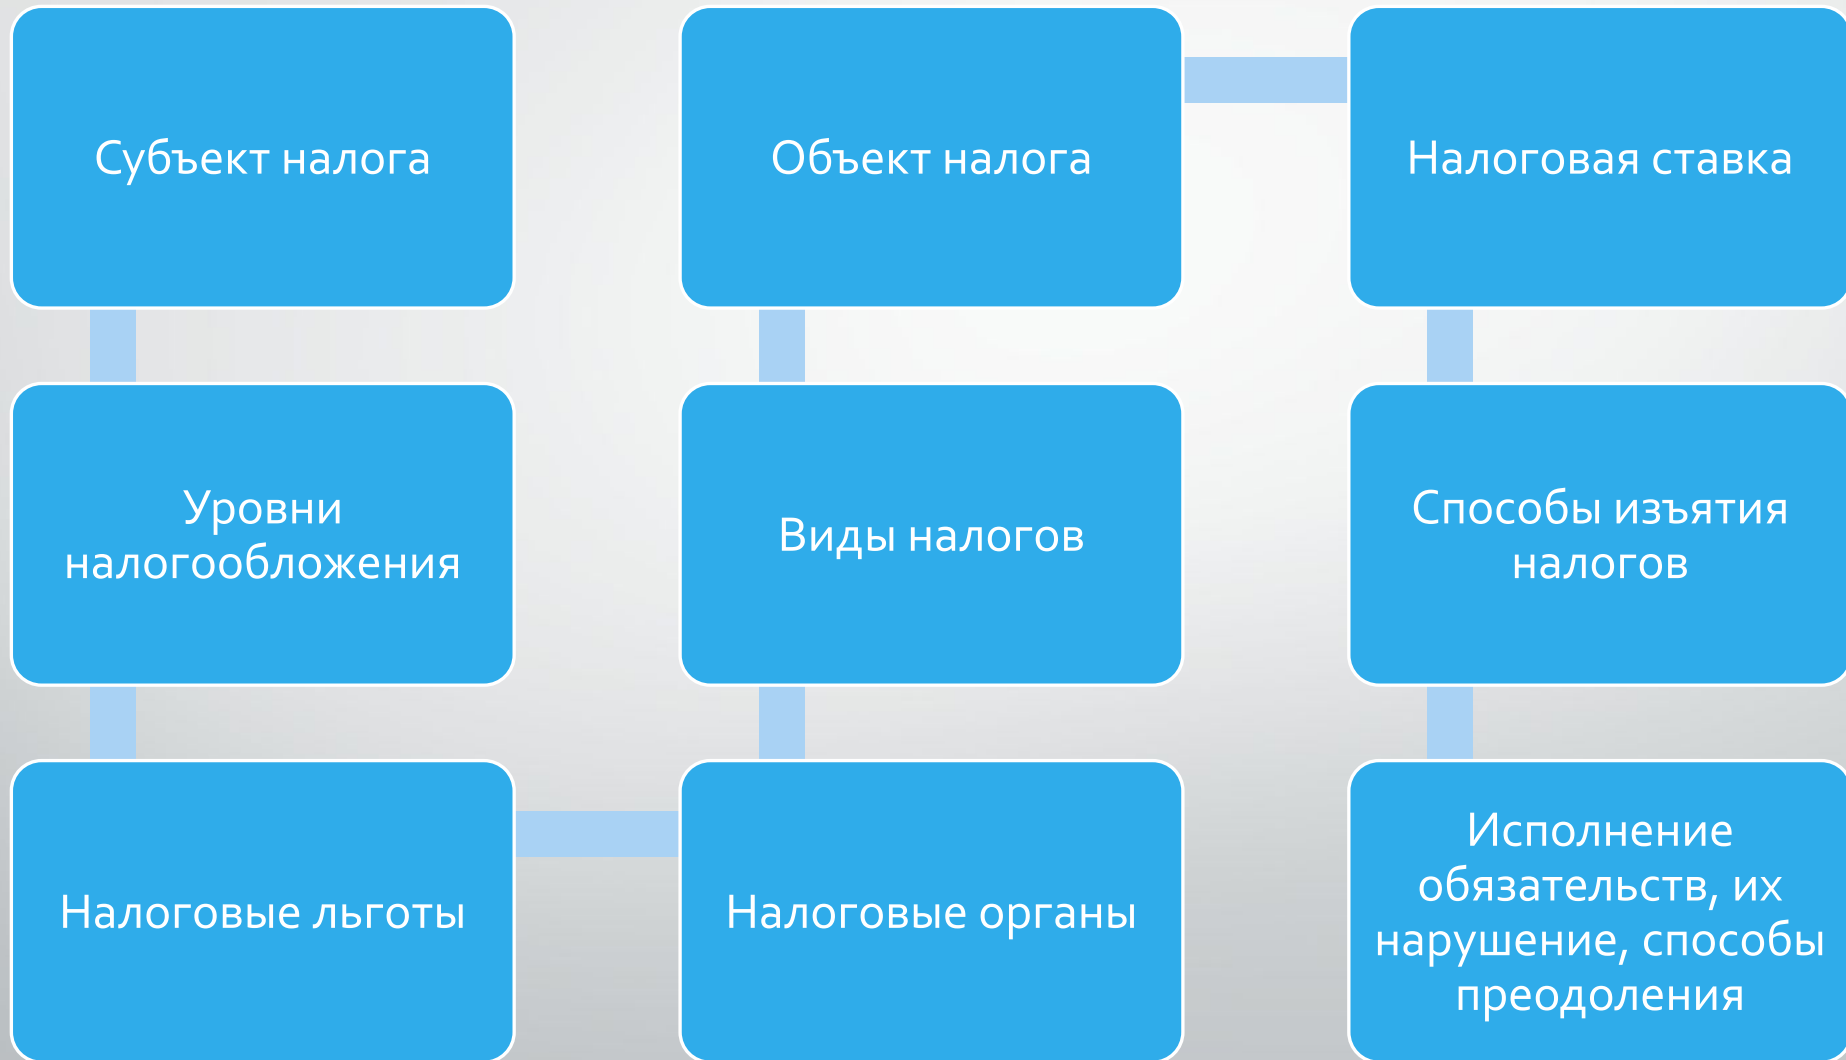 Субъект налога
Уровни
налогообложения
Налоговые льготы
Налоговые органы
Виды налогов
Объект налога
Налоговая ставка
Способы изъятия
налогов
Исполнение
обязательств, их
нарушение, способы
преодоления